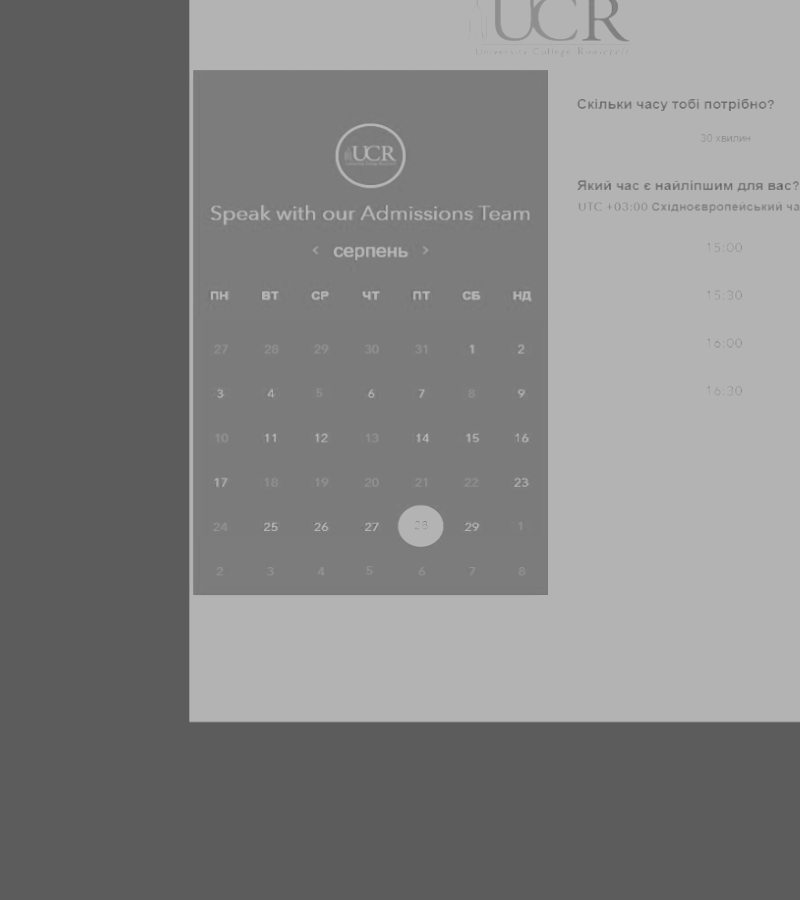 UCR
University College Roosevelt
UCR
Speak with our Admissions Team
< серпень >
ПН ВТ СР ЧТ ПТ СБ НД
27 28 29 30 31 1 2
3 4 5 6 7 8 9
10 11 12 13 14 15 16
17 18 19 20 21 22 23
24 25 26 27 28 29 1
2 3 4 5 6 7 8
Скільки часу тобі потрібно?
30 хвилин
Який час є найліпшим для вас?
UTC +03:00 Східноєвропейський ча
15:00
15:30
16:00
16:30